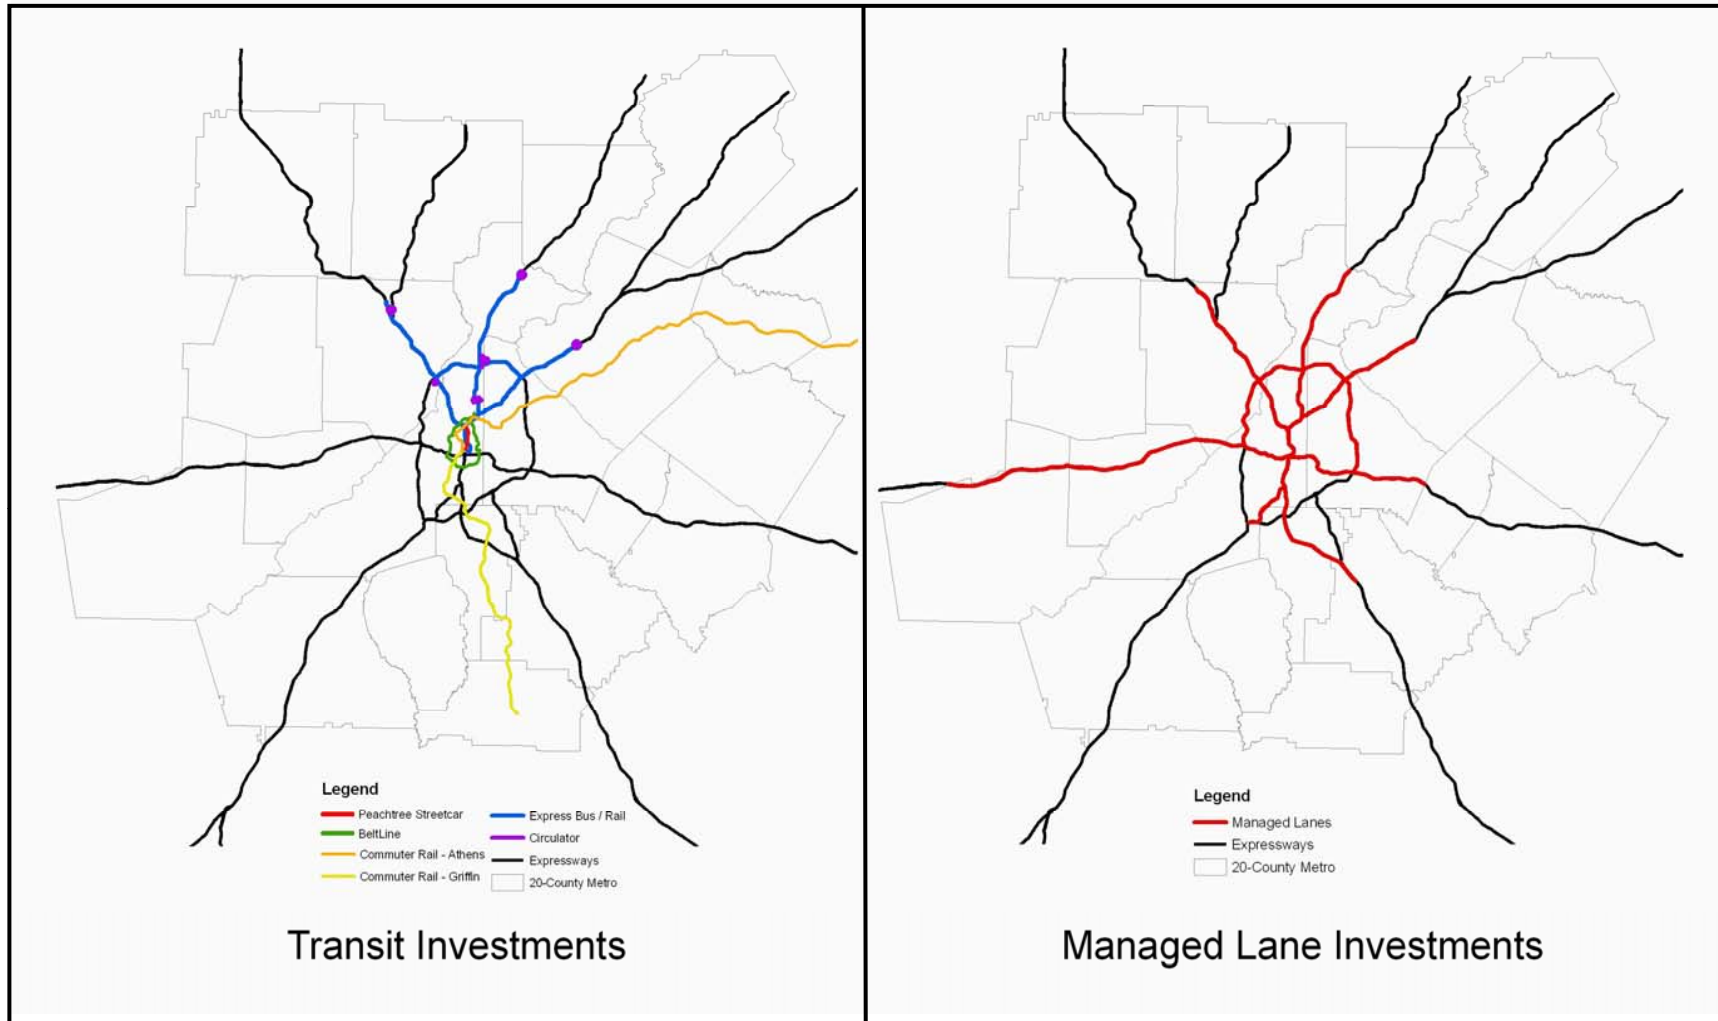 Legend
Peachtree Streetcar
BeltLine
Commuter Rail - Athens
Commuter Rail - Griffin
Express Bus / Rail
Circulator
Expressways
20-County Metro
Transit Investments
Legend
Managed Lanes
Expressways
20-County Metro
Managed Lane Investments